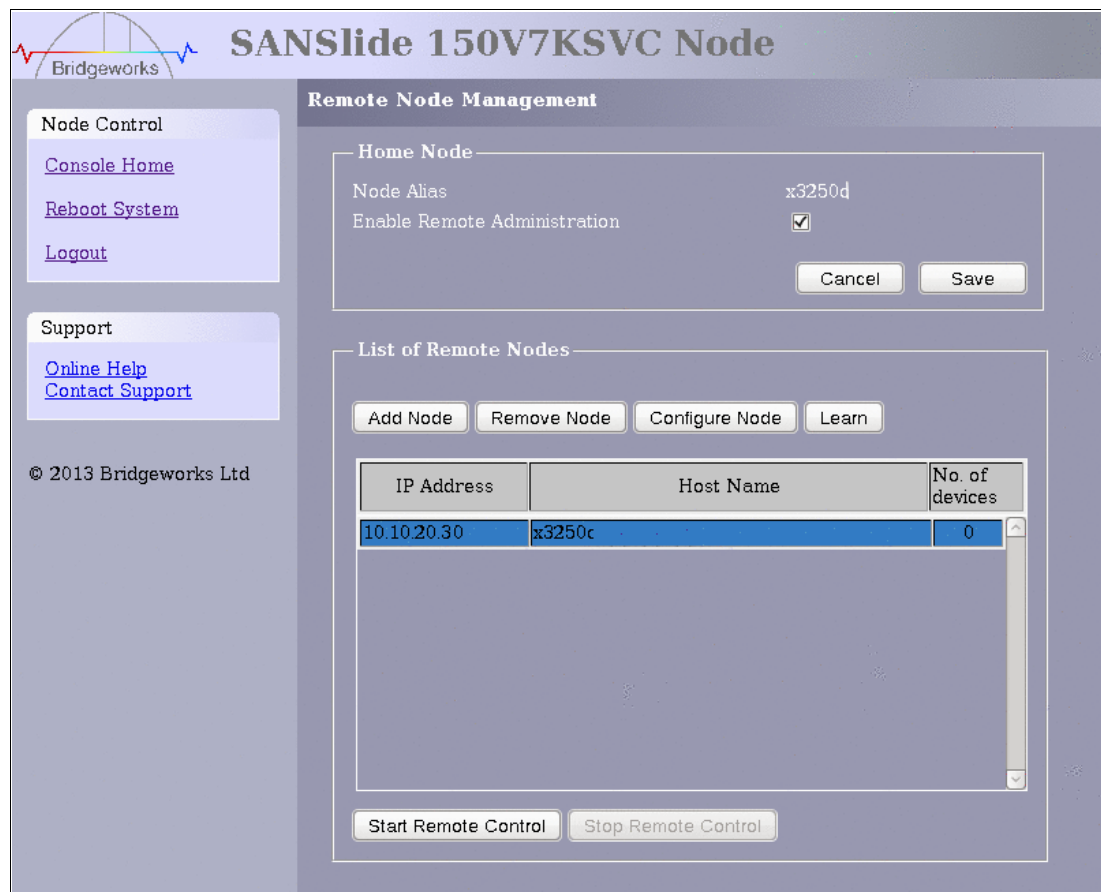 Bridgeworks
SANSlide 150V7KSVC Node
Node Control
Console Home
Reboot System
Logout
Support
Online Help
Contact Support
© 2013 Bridgeworks Ltd
Remote Node Management
Home Node
Node Alias x3250d
Enable Remote Administration
Cancel Save
List of Remote Nodes
Add Node Remove Node Configure Node Learn
IP Address Host Name No. of
devices
10.10.20.30 x3250c 0
Start Remote Control Stop Remote Control